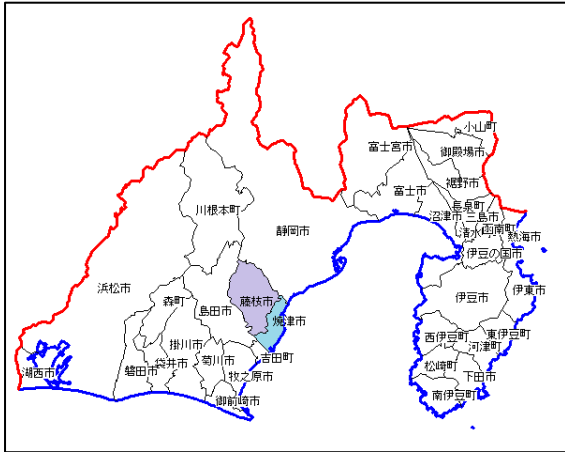 小山町
富士宮市
御殿場市
裾野市
富士市
長泉町
川根本町
沼津市
三島市
静岡市
清水町
函南町
熱海市
伊豆の国市
浜松市
森町
藤枝市
伊豆市
伊東市
島田市
焼津市
西伊豆町
東伊豆町
掛川市
河津町
湖西市
磐田市
袋井市
菊川市
吉田町
松崎町
牧之原市
下田市
御前崎市
南伊豆町